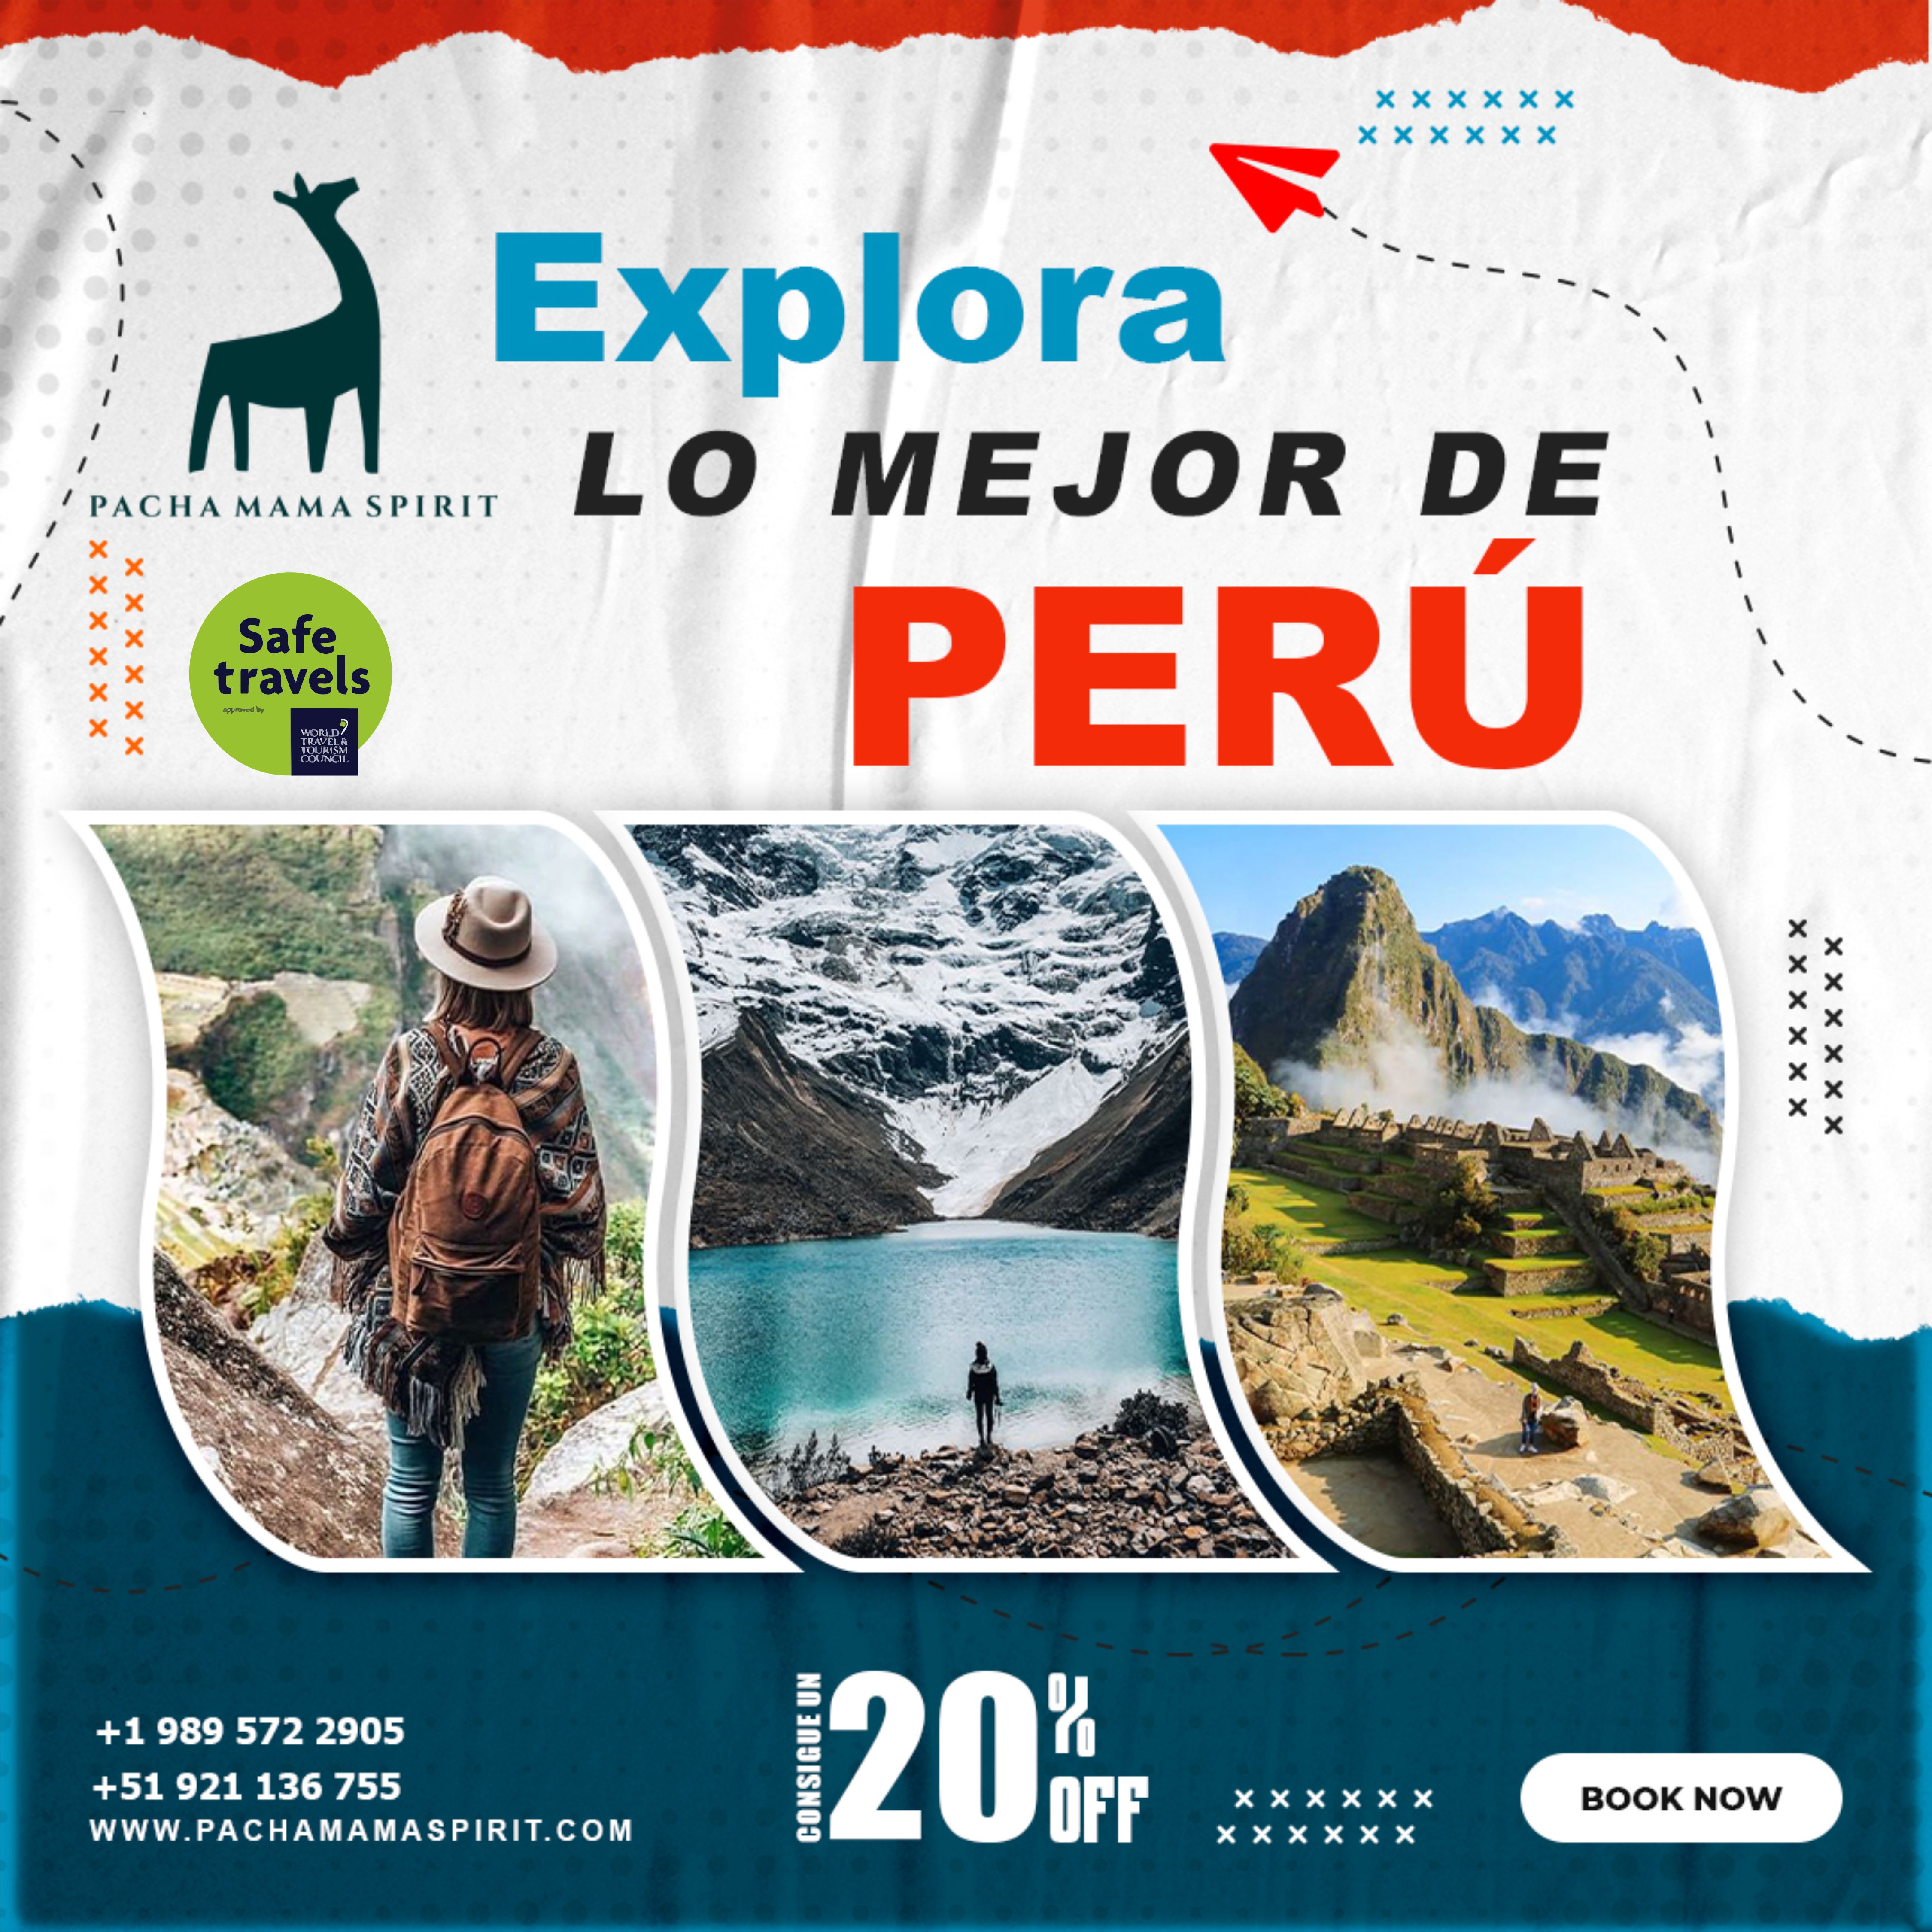 Explora
LO MEJOR DE
PERÚ
PACHA MAMA SPIRIT
Safe
travels
approved by
WORLD
TRAVEL &
TOURISM
COUNCIL
+1 989 572 2905
+51 921 136 755
WWW.PACHAMAMASPIRIT.COM
CONSIGUE UN
20%
OFF
BOOK NOW